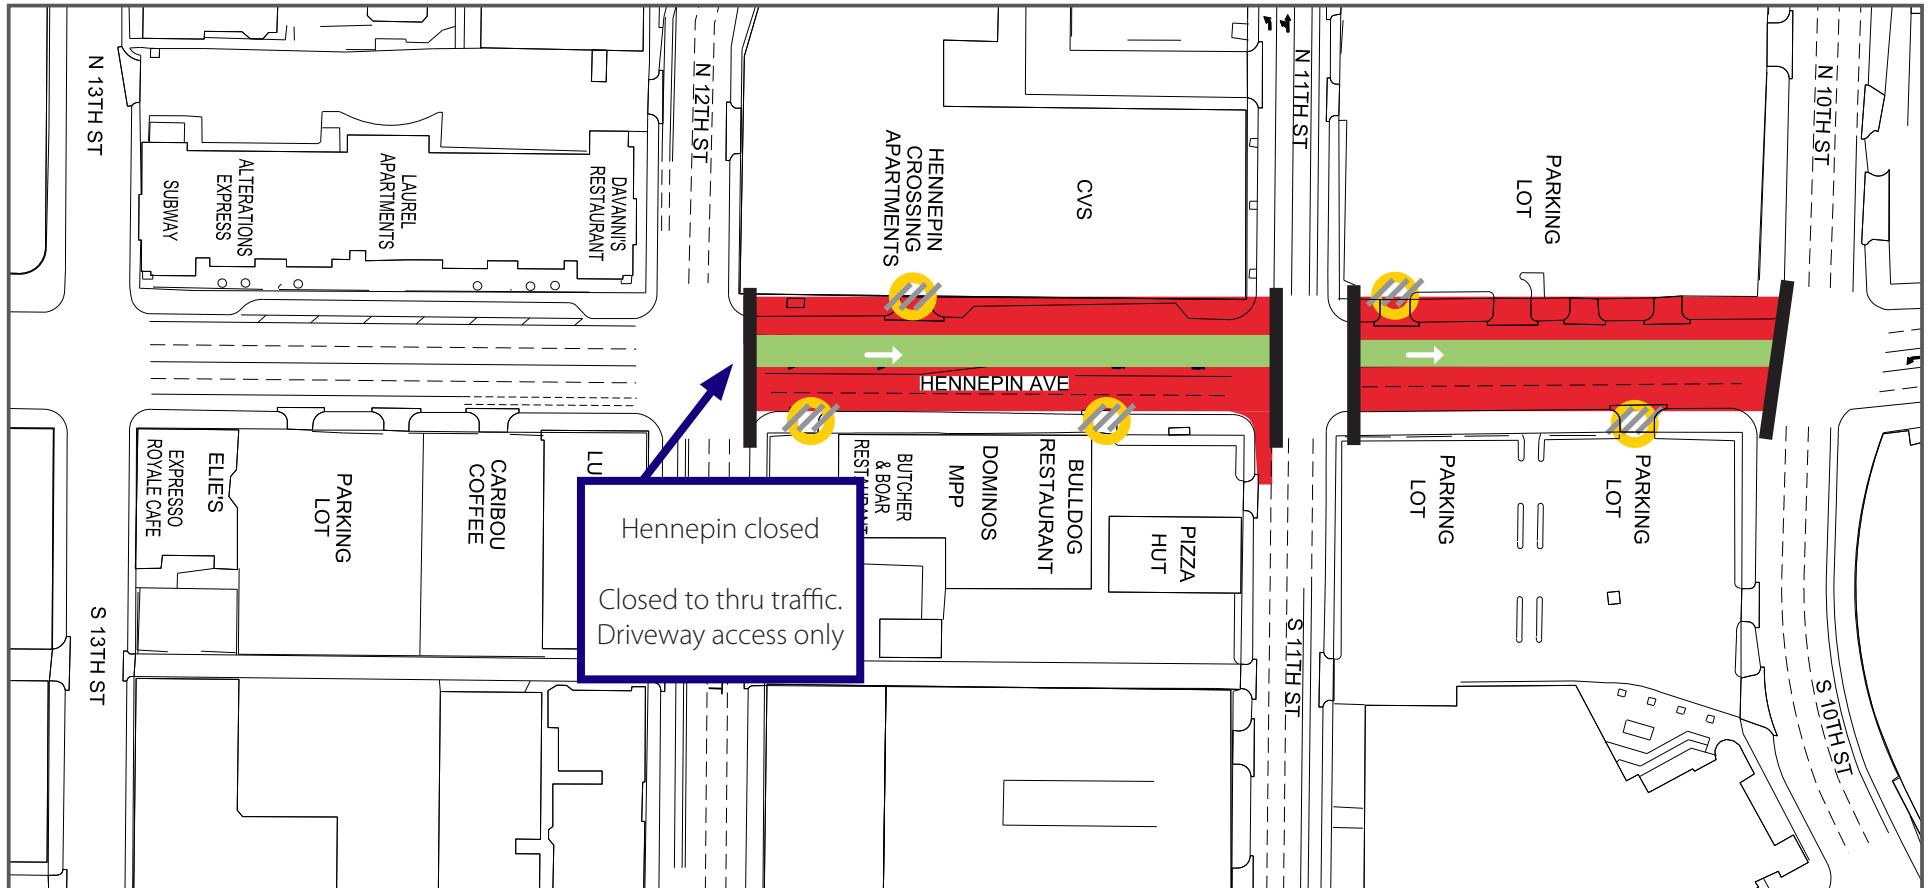 N 13TH ST
N 12TH ST
N 11TH ST
N 10TH ST
SUBWAY
ALTERATIONS
EXPRESS
LAUREL
APARTMENTS
DAVANNI'S
RESTAURANT
HENNEPIN
CROSSING
APARTMENTS
CVS
PARKING
LOT
HENNEPIN AVE
EXPRESSO
ROYALE CAFE
ELIE'S
PARKING
LOT
CARIBOU
COFFEE
LU
Hennepin closed
Closed to thru traffic.
Driveway access only
BUTCHER
& BOAR
RESTAURANT
MPP
DOMINOS
BULLDOG
RESTAURANT
PIZZA
HUT
PARKING
LOT
PARKING
LOT
S 13TH ST
T
S 11TH ST
S 10TH ST